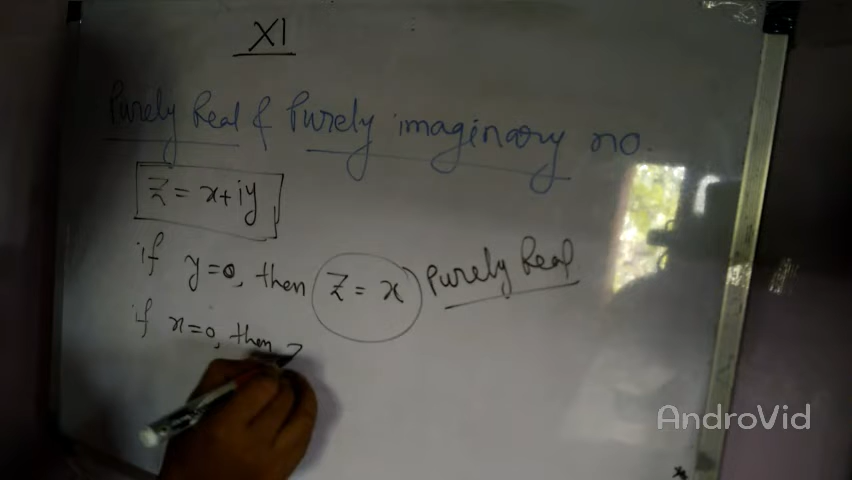 XI
Purely Real & Purely imaginary no.
Z = x+iy
if y=0, then Z = x Purely Real
if x=0, then z
AndroVid